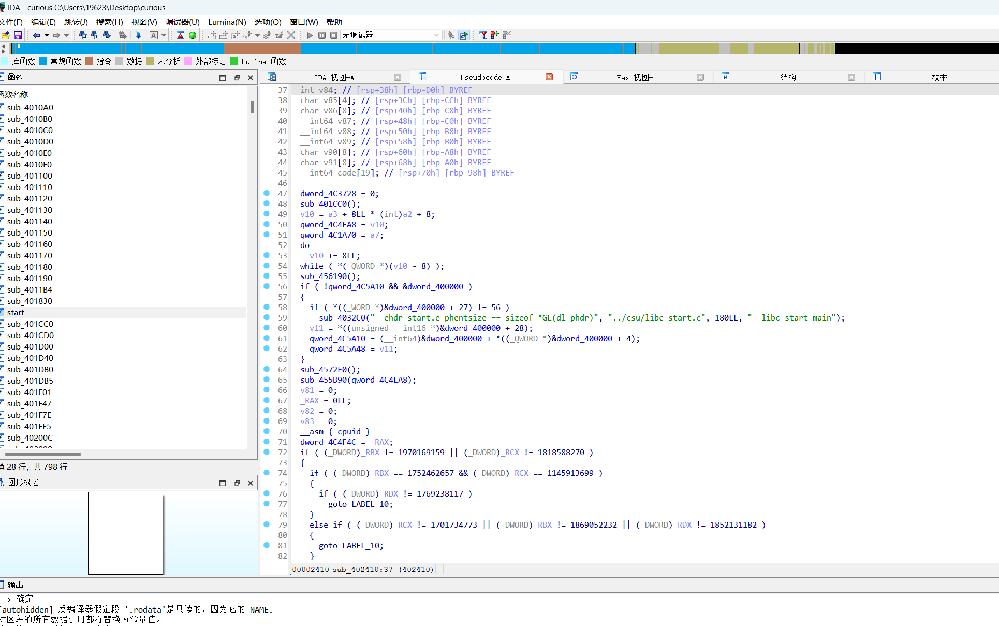 IDA - curious C:\Users\19623\Desktop\curious
文件(F) 编辑(E) 跳转(J) 搜索(H) 视图(V) 调试器(U) Lumina(N) 选项(O) 窗口(W) 帮助
无调试器
库函数 常规函数 指令 数据 未分析 外部标志 Lumina 函数
函数
函数名称
sub_4010A0
sub_4010B0
sub_4010C0
sub_4010D0
sub_4010E0
sub_4010F0
sub_401100
sub_401110
sub_401120
sub_401130
sub_401140
sub_401150
sub_401160
sub_401170
sub_401180
sub_401190
sub_4011B4
sub_401830
start
sub_401CC0
sub_401CD0
sub_401D00
sub_401D40
sub_401D80
sub_401DB5
sub_401E01
sub_401F47
sub_401F7E
sub_401FF5
sub_40200C
第 28 行, 共 798 行
图形概述
IDA 视图-A Pseudocode-A Hex 视图-1 结构 枚举
37 int v84; // [rsp+38h] [rbp-D0h] BYREF
38 char v85[4]; // [rsp+3Ch] [rbp-CCh] BYREF
39 char v86[8]; // [rsp+40h] [rbp-C8h] BYREF
40 __int64 v87; // [rsp+48h] [rbp-C0h] BYREF
41 __int64 v88; // [rsp+50h] [rbp-B8h] BYREF
42 __int64 v89; // [rsp+58h] [rbp-B0h] BYREF
43 char v90[8]; // [rsp+60h] [rbp-A8h] BYREF
44 char v91[8]; // [rsp+68h] [rbp-A0h] BYREF
45 __int64 code[19]; // [rsp+70h] [rbp-98h] BYREF
46
47 dword_4C3728 = 0;
48 sub_401CC0();
49 v10 = a3 + 8LL * (int)a2 + 8;
50 qword_4C4EA8 = v10;
51 qword_4C1A70 = a7;
52 do
53 v10 += 8LL;
54 while ( *(_QWORD *)(v10 - 8) );
55 sub_456190();
56 if ( !qword_4C5A10 && &dword_400000 )
57 {
58 if ( *((_WORD *)&dword_400000 + 27) != 56 )
59 sub_4032C0("__ehdr_start.e_phentsize == sizeof *GL(dl_phdr)", "../csu/libc-start.c", 180LL, "__libc_start_main");
60 v11 = *((unsigned __int16 *)&dword_400000 + 28);
61 qword_4C5A10 = (__int64)&dword_400000 + *((_QWORD *)&dword_400000 + 4);
62 qword_4C5A48 = v11;
63 }
64 sub_4572F0();
65 sub_455B90(qword_4C4EA8);
66 v81 = 0;
67 _RAX = 0LL;
68 v82 = 0;
69 v83 = 0;
70 __asm { cpuid }
71 dword_4C4F4C = _RAX;
72 if ( (_DWORD)_RBX != 1970169159 || (_DWORD)_RCX != 1818588270 )
73 {
74 if ( (_DWORD)_RBX == 1752462657 && (_DWORD)_RCX == 1145913699 )
75 {
76 if ( (_DWORD)_RDX != 1769238117 )
77 goto LABEL_10;
78 }
79 else if ( (_DWORD)_RCX != 1701734773 || (_DWORD)_RBX != 1869052232 || (_DWORD)_RDX != 1852131182 )
80 {
81 goto LABEL_10;
82 }
00002410 sub_402410:37 (402410)
输出
-> 确定
[autohidden] 反编译器假定段 '.rodata'是只读的，因为它的 NAME.
对区段的所有数据引用都将替换为常量值。